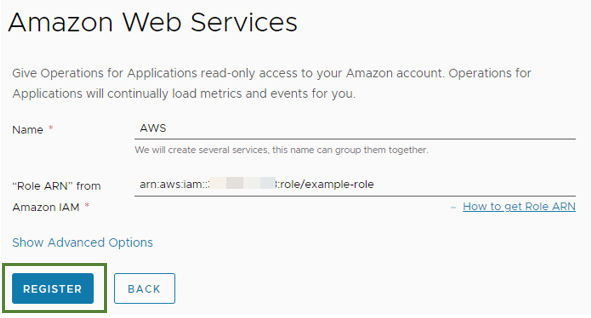 Amazon Web Services
Give Operations for Applications read-only access to your Amazon account. Operations for
Applications will continually load metrics and events for you.
Name *
AWS
We will create several services, this name can group them together.
"Role ARN" from
Amazon IAM *
arn:aws:iam::3 8:role/example-role
– How to get Role ARN
Show Advanced Options
REGISTER
BACK